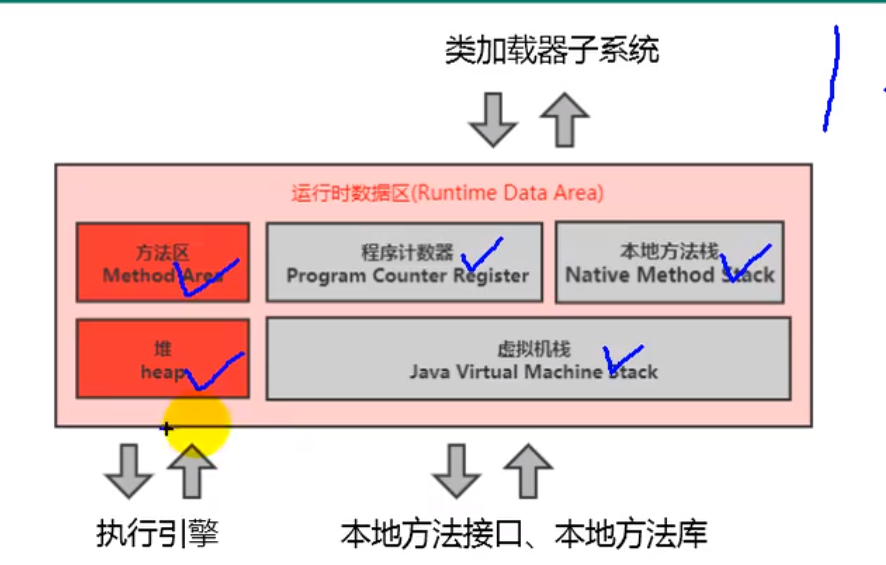 类加载器子系统
运行时数据区(Runtime Data Area)
方法区
Method Area
程序计数器
Program Counter Register
本地方法栈
Native Method Stack
堆
heap
虚拟机栈
Java Virtual Machine Stack
执行引擎
本地方法接口、本地方法库